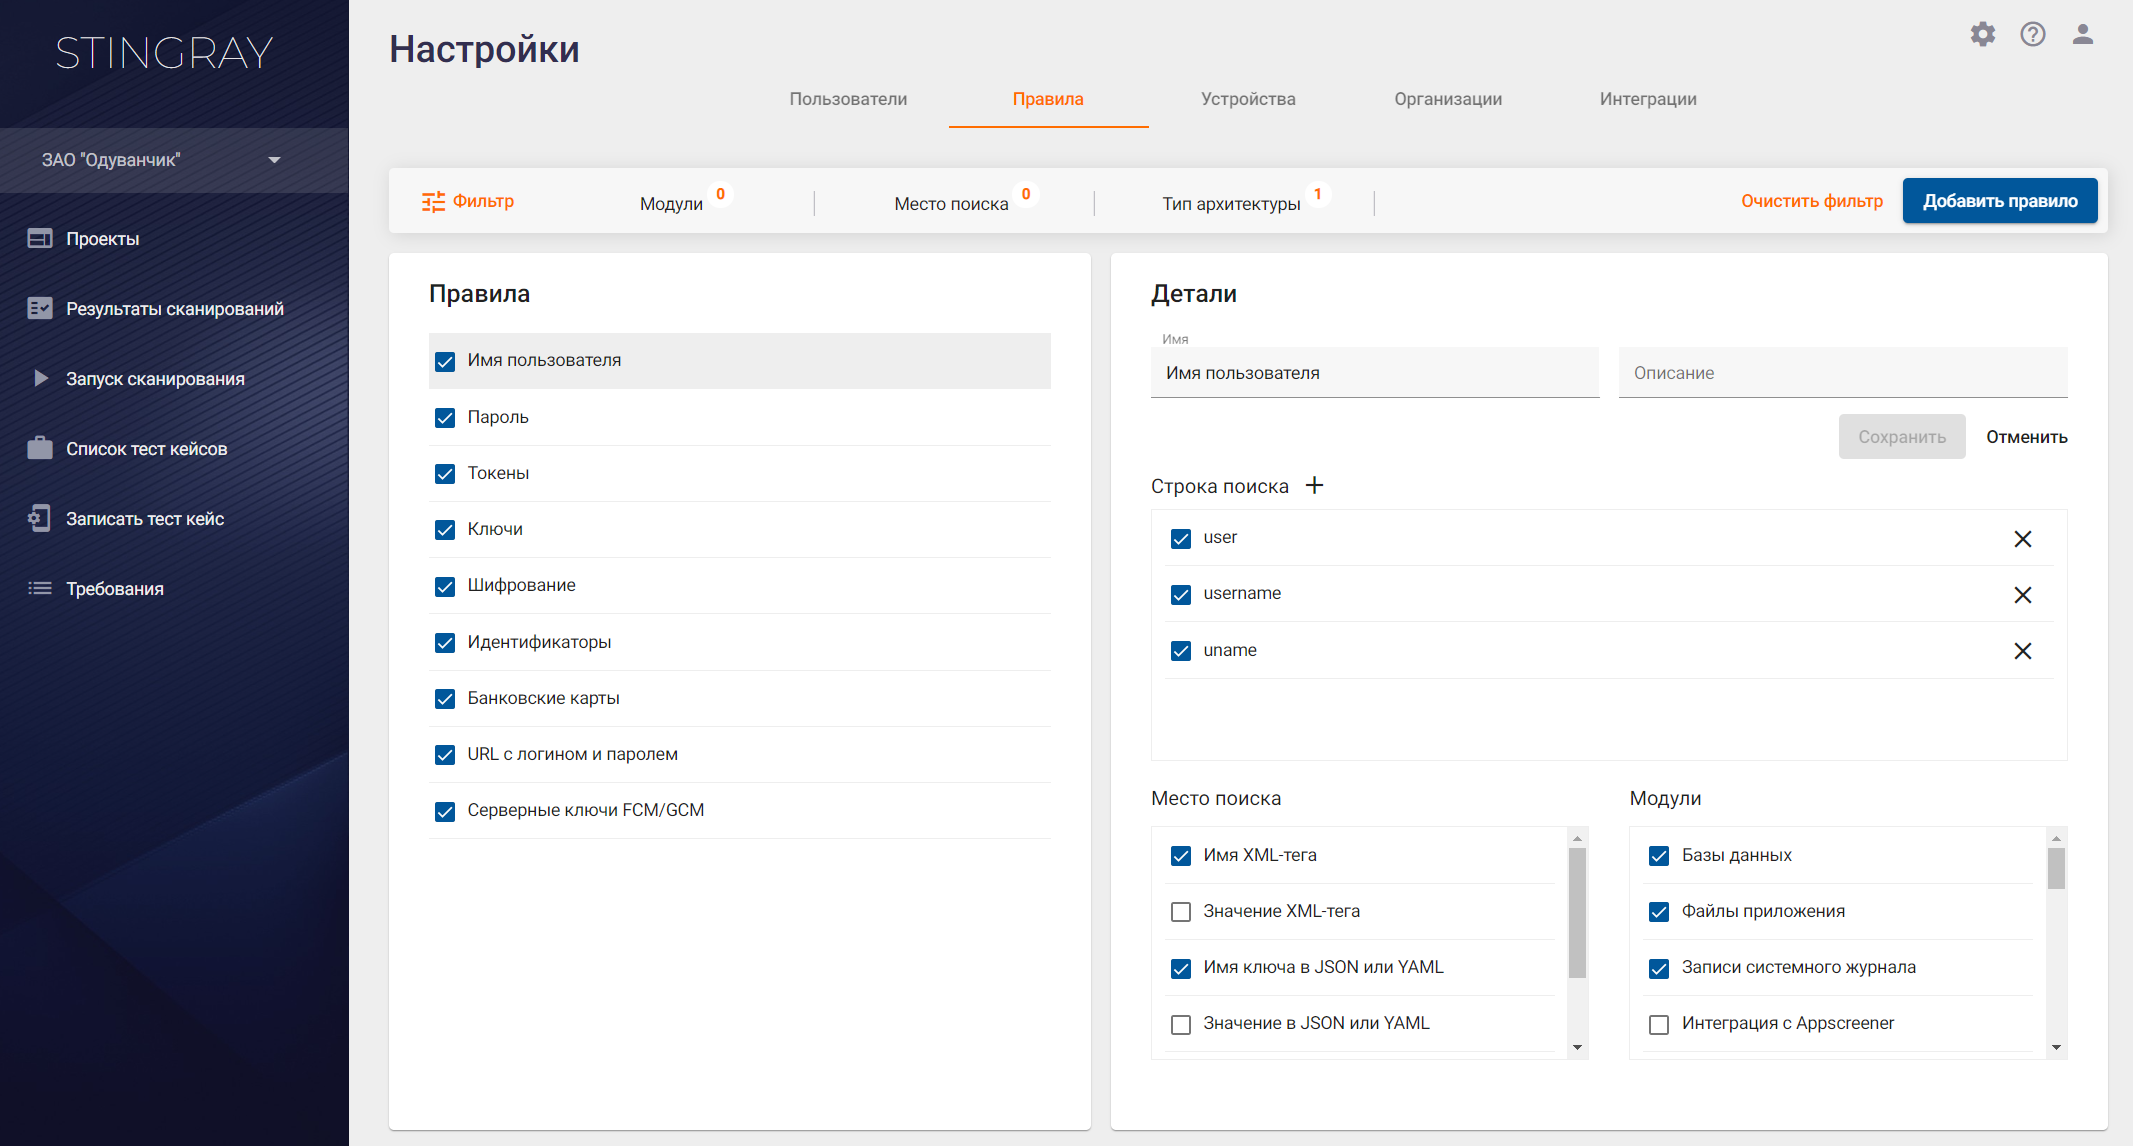 STINGRAY
ЗАО "Одуванчик"
Проекты
Результаты сканирований
Запуск сканирования
Список тест кейсов
Записать тест кейс
Требования
Настройки
Пользователи
Правила
Устройства
Организации
Интеграции
Фильтр
Модули 0
Место поиска 0
Тип архитектуры 1
Очистить фильтр
Добавить правило
Правила
Имя пользователя
Пароль
Токены
Ключи
Шифрование
Идентификаторы
Банковские карты
URL с логином и паролем
Серверные ключи FCM/GCM
Детали
Имя
Имя пользователя
Описание
Сохранить
Отменить
Строка поиска
user
username
uname
Место поиска
Имя XML-тега
Значение XML-тега
Имя ключа в JSON или YAML
Значение в JSON или YAML
Модули
Базы данных
Файлы приложения
Записи системного журнала
Интеграция с Appscreener